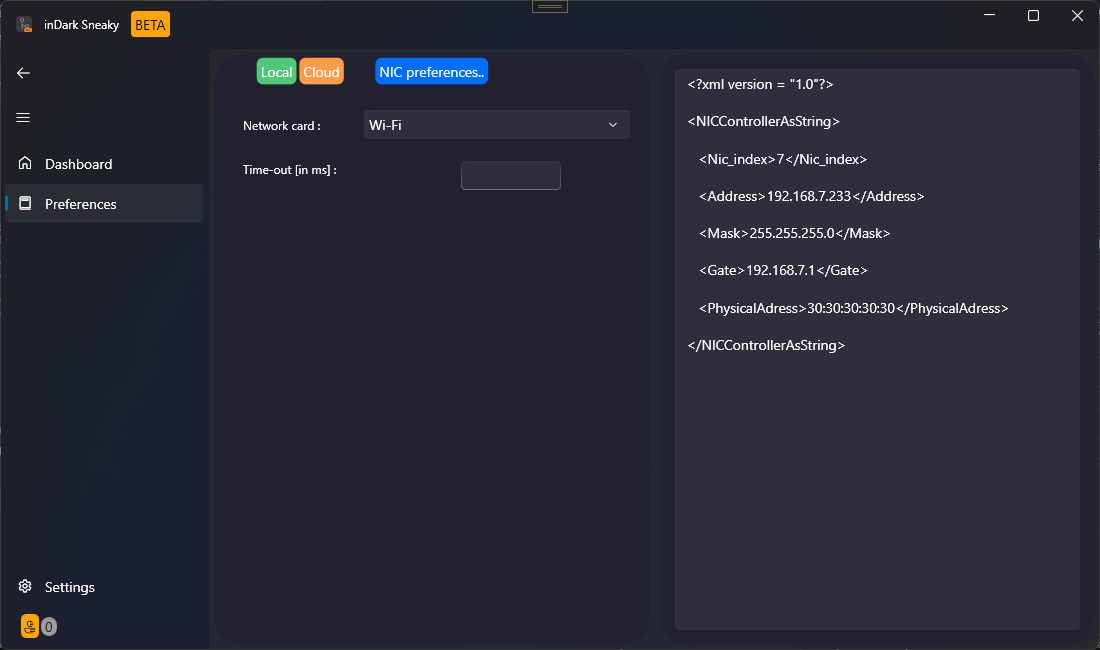 inDark Sneaky BETA
Local Cloud NIC preferences..
Network card : Wi-Fi
Time-out [in ms] :
Dashboard
Preferences
Settings
0
<?xml version = "1.0"?>
<NICControllerAsString>
<Nic_index>7</Nic_index>
<Address>192.168.7.233</Address>
<Mask>255.255.255.0</Mask>
<Gate>192.168.7.1</Gate>
<PhysicalAdress>30:30:30:30:30</PhysicalAdress>
</NICControllerAsString>